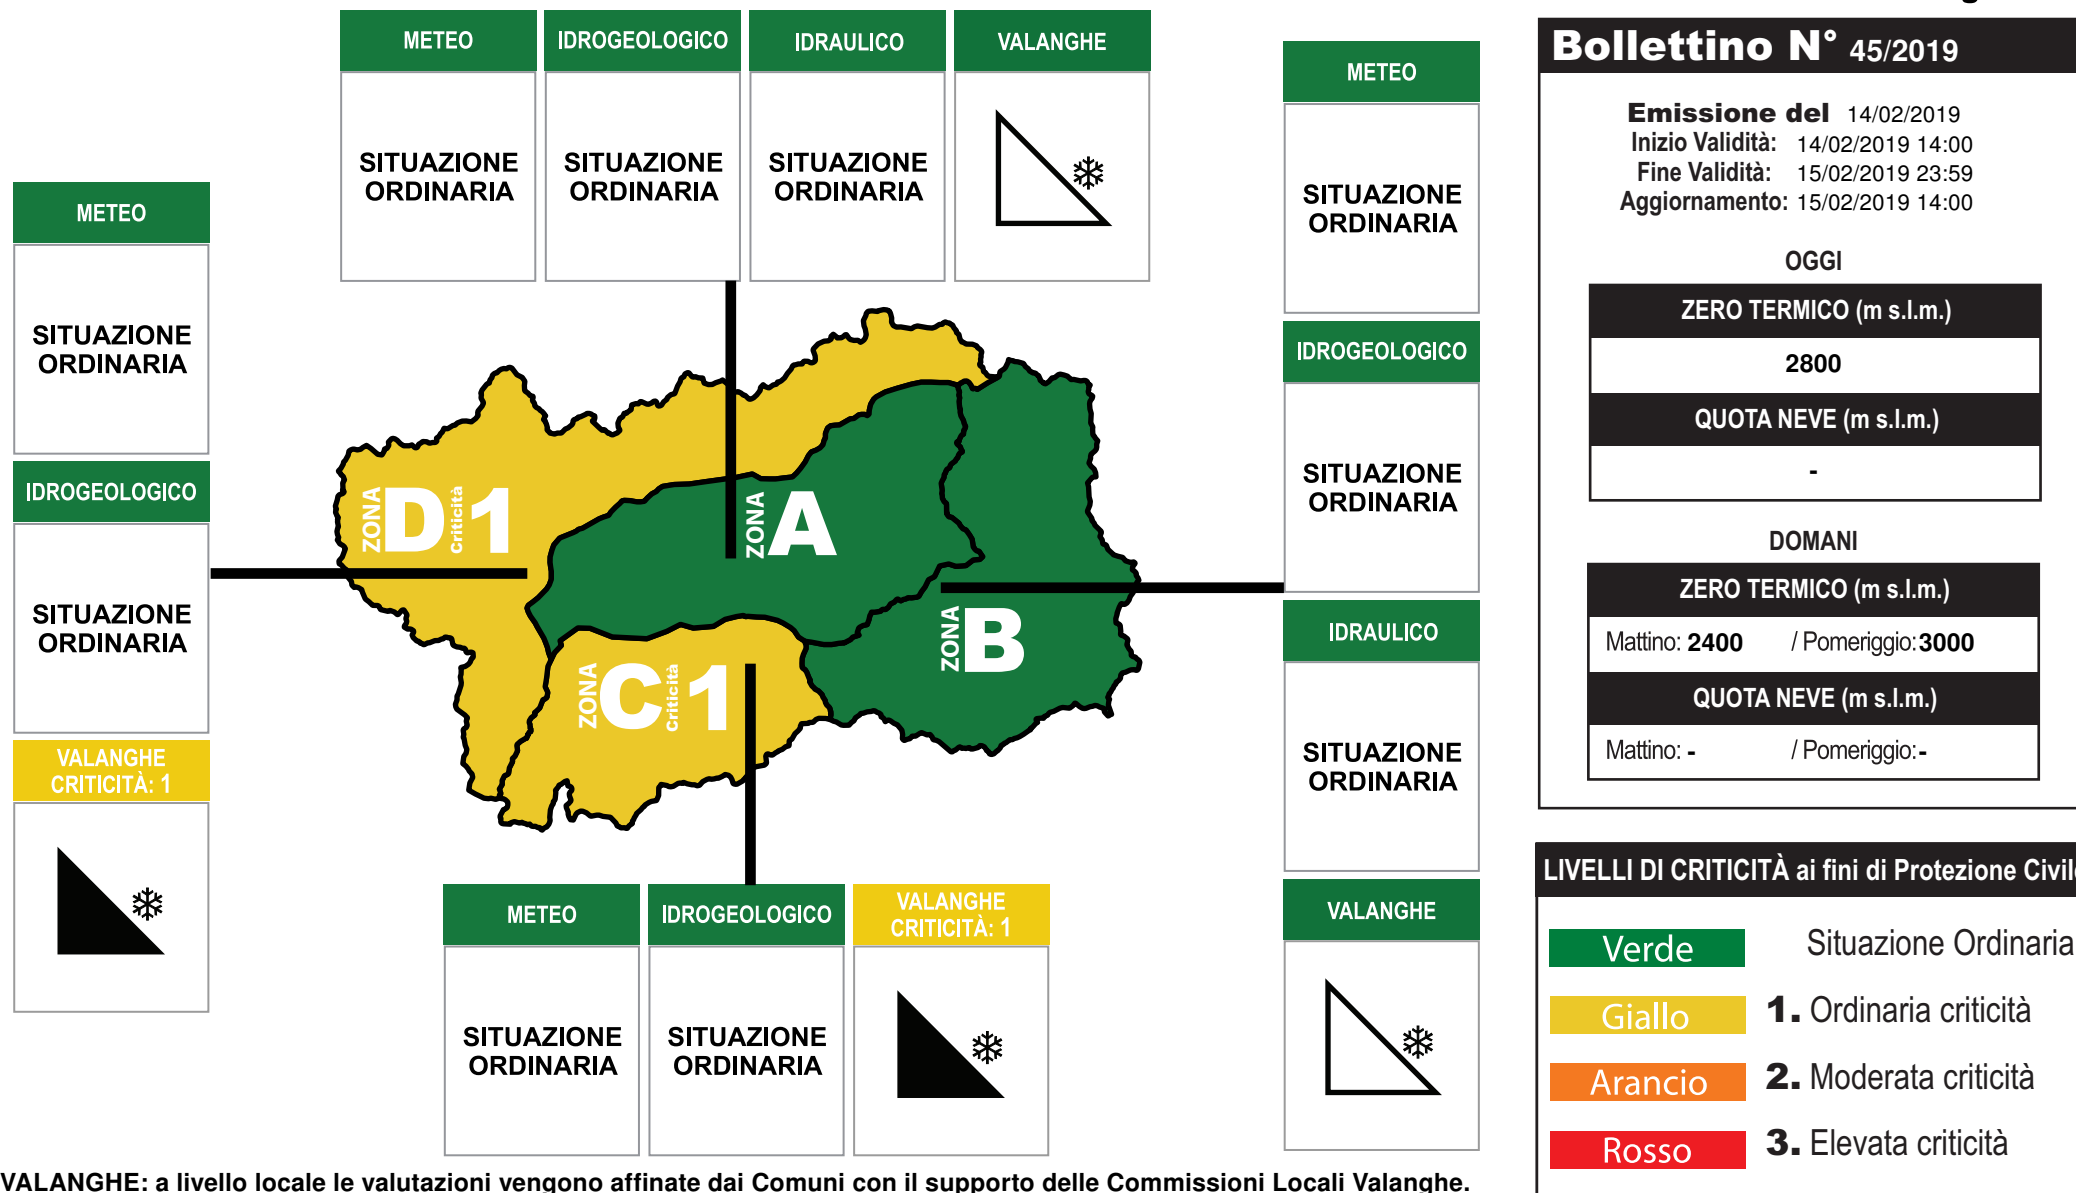 METEO
IDROGEOLOGICO
IDRAULICO
VALANGHE
SITUAZIONE
ORDINARIA
SITUAZIONE
ORDINARIA
SITUAZIONE
ORDINARIA
METEO
SITUAZIONE
ORDINARIA
IDROGEOLOGICO
SITUAZIONE
ORDINARIA
VALANGHE
CRITICITÀ: 1
ZONA D Criticità 1
ZONA A
ZONA B
ZONA C Criticità 1
METEO
SITUAZIONE
ORDINARIA
IDROGEOLOGICO
SITUAZIONE
ORDINARIA
IDRAULICO
SITUAZIONE
ORDINARIA
VALANGHE
METEO
IDROGEOLOGICO
VALANGHE
CRITICITÀ: 1
SITUAZIONE
ORDINARIA
SITUAZIONE
ORDINARIA
Bollettino N° 45/2019
Emissione del 14/02/2019
Inizio Validità: 14/02/2019 14:00
Fine Validità: 15/02/2019 23:59
Aggiornamento: 15/02/2019 14:00
OGGI
ZERO TERMICO (m s.l.m.)
2800
QUOTA NEVE (m s.l.m.)
-
DOMANI
ZERO TERMICO (m s.l.m.)
Mattino: 2400 / Pomeriggio: 3000
QUOTA NEVE (m s.l.m.)
Mattino: - / Pomeriggio: -
LIVELLI DI CRITICITÀ ai fini di Protezione Civile
Verde Situazione Ordinaria
Giallo 1. Ordinaria criticità
Arancio 2. Moderata criticità
Rosso 3. Elevata criticità
VALANGHE: a livello locale le valutazioni vengono affinate dai Comuni con il supporto delle Commissioni Locali Valanghe.